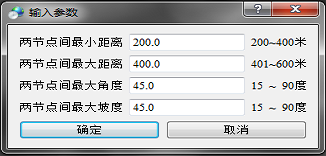 输入参数
两节点间最小距离 200.0 200~400米
两节点间最大距离 400.0 401~600米
两节点间最大角度 45.0 15 ~ 90度
两节点间最大坡度 45.0 15 ~ 90度
确定 取消